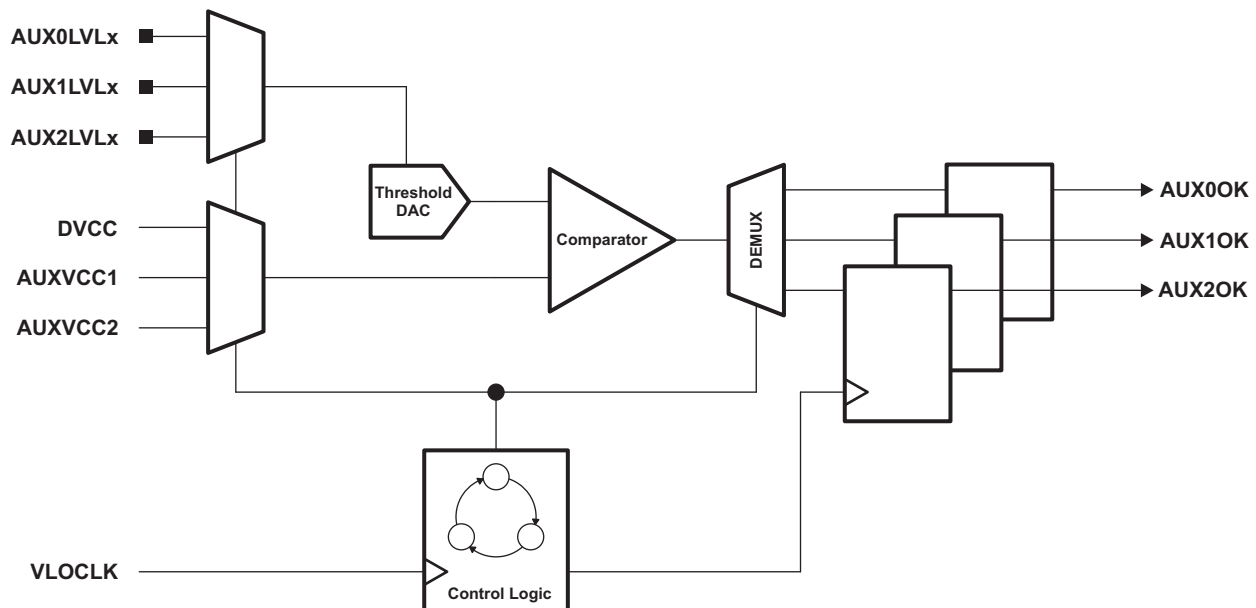 AUX0LVLx
AUX1LVLx
AUX2LVLx
Threshold
DAC
DVCC
AUXVCC1
AUXVCC2
Comparator
DEMUX
AUX0OK
AUX1OK
AUX2OK
VLOCLK
Control Logic